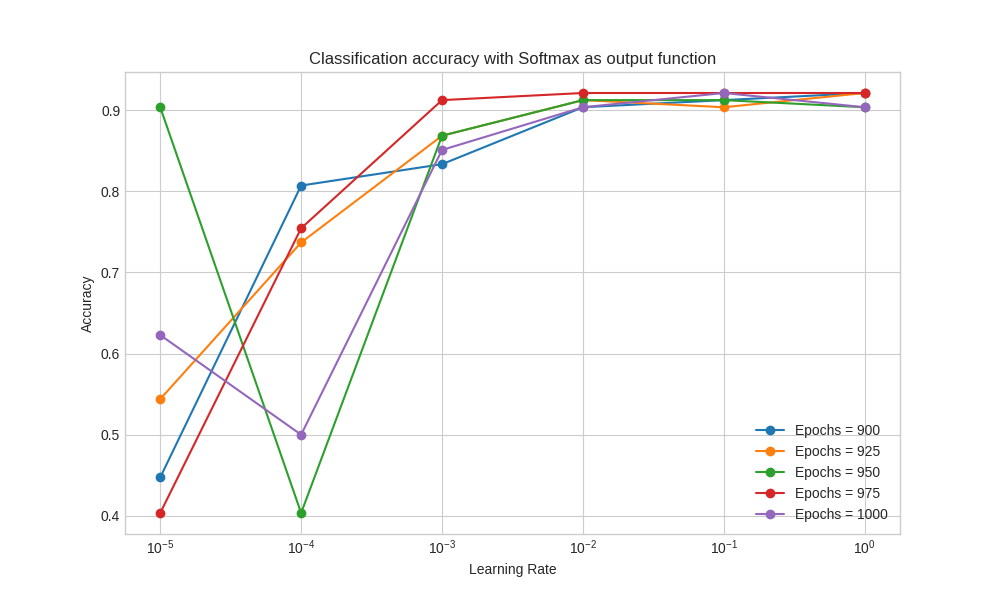 Classification accuracy with Softmax as output function
Accuracy
0.9
0.8
0.7
0.6
0.5
0.4
Epochs = 900
Epochs = 925
Epochs = 950
Epochs = 975
Epochs = 1000
10⁻⁵ 10⁻⁴ 10⁻³ 10⁻² 10⁻¹ 10⁰
Learning Rate